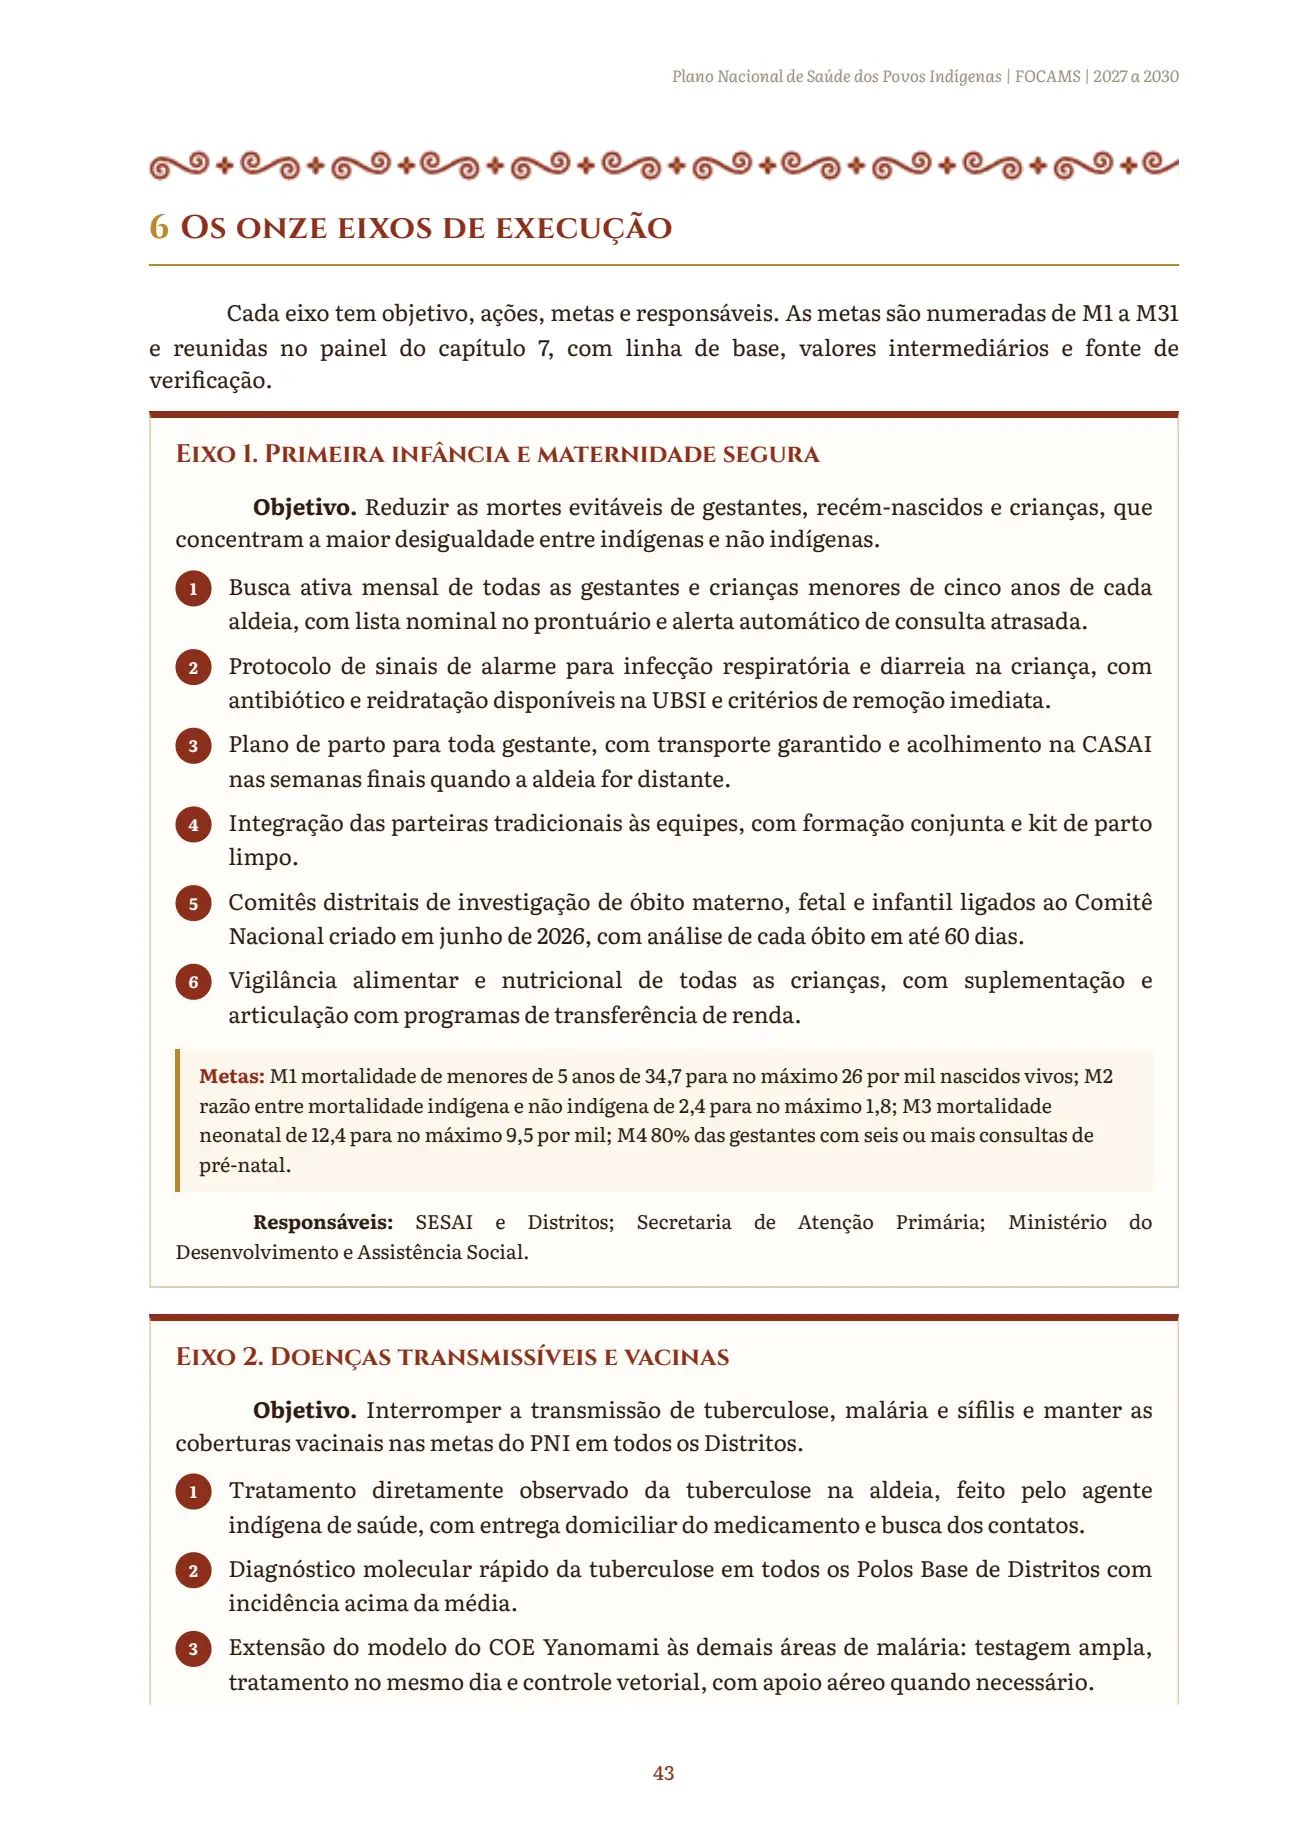 Plano Nacional de Saúde dos Povos Indígenas | FOCAMS | 2027 a 2030
6 Os onze eixos de execução
Cada eixo tem objetivo, ações, metas e responsáveis. As metas são numeradas de M1 a M31
e reunidas no painel do capítulo 7, com linha de base, valores intermediários e fonte de
verificação.
Eixo 1. Primeira infância e maternidade segura
Objetivo. Reduzir as mortes evitáveis de gestantes, recém-nascidos e crianças, que
concentram a maior desigualdade entre indígenas e não indígenas.
1 Busca ativa mensal de todas as gestantes e crianças menores de cinco anos de cada
aldeia, com lista nominal no prontuário e alerta automático de consulta atrasada.
2 Protocolo de sinais de alarme para infecção respiratória e diarreia na criança, com
antibiótico e reidratação disponíveis na UBSI e critérios de remoção imediata.
3 Plano de parto para toda gestante, com transporte garantido e acolhimento na CASAI
nas semanas finais quando a aldeia for distante.
4 Integração das parteiras tradicionais às equipes, com formação conjunta e kit de parto
limpo.
5 Comitês distritais de investigação de óbito materno, fetal e infantil ligados ao Comitê
Nacional criado em junho de 2026, com análise de cada óbito em até 60 dias.
6 Vigilância alimentar e nutricional de todas as crianças, com suplementação e
articulação com programas de transferência de renda.
Metas: M1 mortalidade de menores de 5 anos de 34,7 para no máximo 26 por mil nascidos vivos; M2
razão entre mortalidade indígena e não indígena de 2,4 para no máximo 1,8; M3 mortalidade
neonatal de 12,4 para no máximo 9,5 por mil; M4 80% das gestantes com seis ou mais consultas de
pré-natal.
Responsáveis: SESAI e Distritos; Secretaria de Atenção Primária; Ministério do
Desenvolvimento e Assistência Social.
Eixo 2. Doenças transmissíveis e vacinas
Objetivo. Interromper a transmissão de tuberculose, malária e sífilis e manter as
coberturas vacinais nas metas do PNI em todos os Distritos.
1 Tratamento diretamente observado da tuberculose na aldeia, feito pelo agente
indígena de saúde, com entrega domiciliar do medicamento e busca dos contatos.
2 Diagnóstico molecular rápido da tuberculose em todos os Polos Base de Distritos com
incidência acima da média.
3 Extensão do modelo do COE Yanomami às demais áreas de malária: testagem ampla,
tratamento no mesmo dia e controle vetorial, com apoio aéreo quando necessário.
43